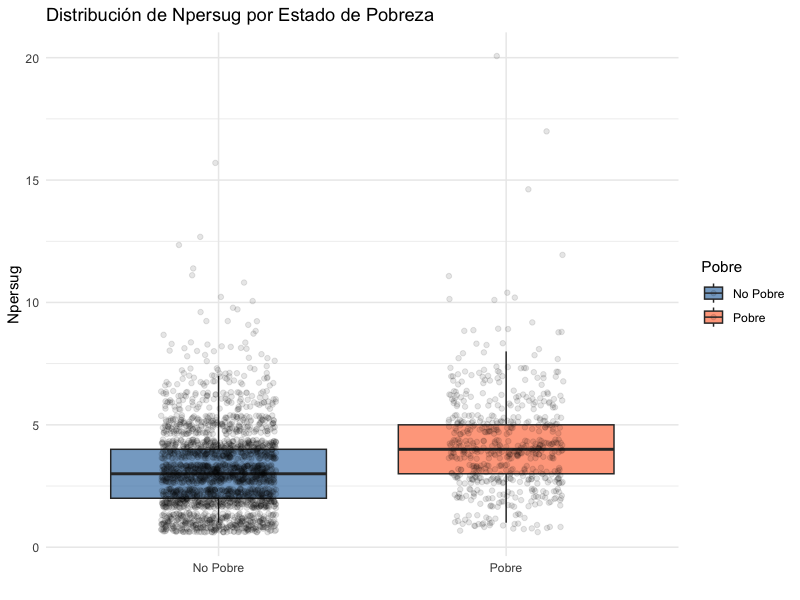 Distribución de Npersug por Estado de Pobreza
Npersug
20
15
10
5
0
No Pobre
Pobre
Pobre
No Pobre
Pobre